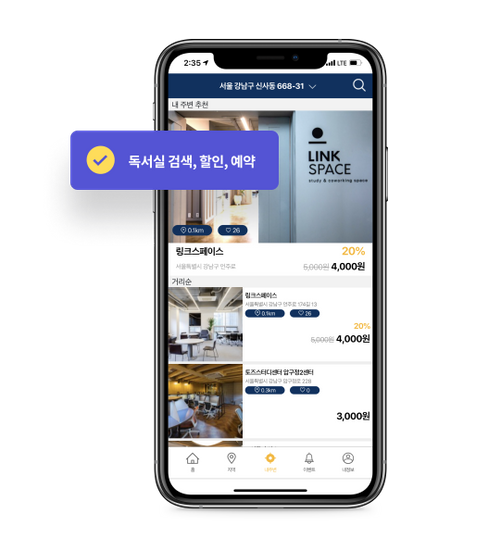 2:35
LTE
서울 강남구 신사동 668-31
내 주변 추천
LINK
SPACE
study & coworking space
독서실 검색, 할인, 예약
0.1km
26
링크스페이스
20%
서울특별시 강남구 언주로
5,000원 4,000원
거리순
링크스페이스
서울특별시 강남구 언주로 174길 13
0.1km
26
20%
5,000원 4,000원
토즈스터디센터 압구정2센터
서울특별시 강남구 압구정로 228
0.3km
0
3,000원
홈
지역
내주변
이벤트
내정보